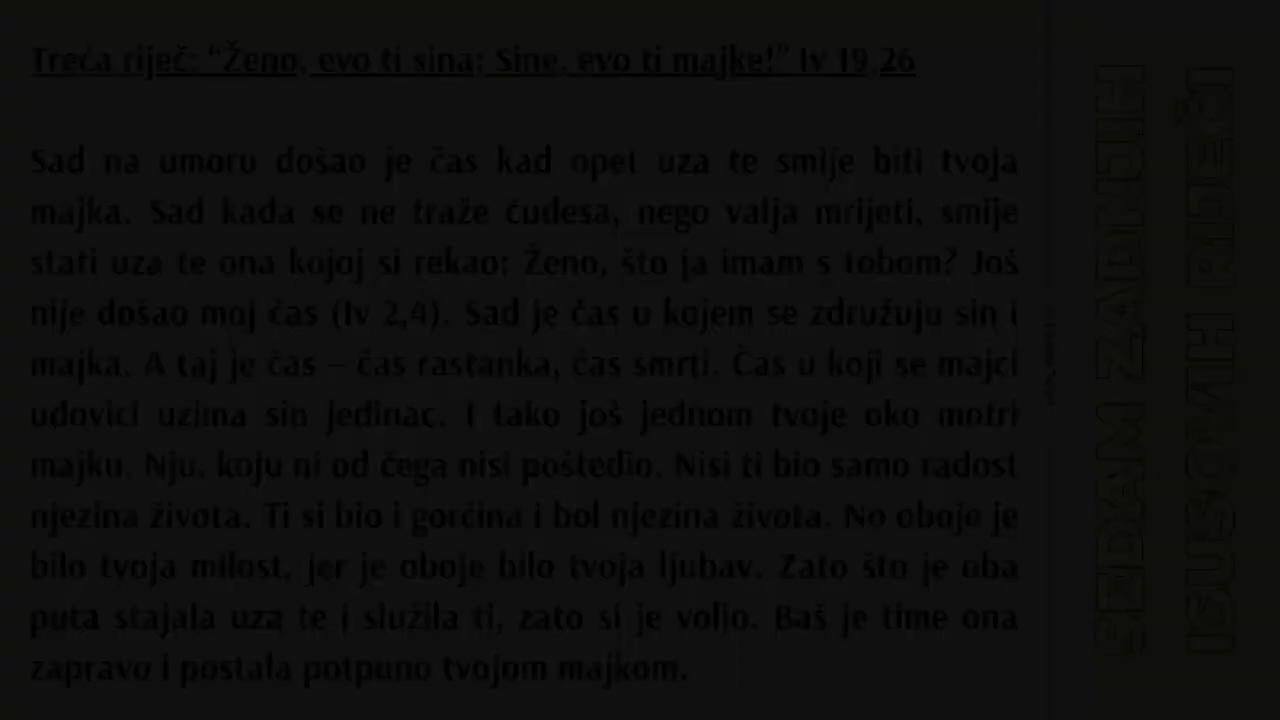 Treća riječ: “Ženo, evo ti sina; Sine, evo ti majke!” Iv 19,26
Sad na umoru došao je čas kad opet uza te smije biti tvoja
majka. Sad kada se ne traže čudesa, nego valja mrijeti, smije
stati uza te ona kojoj si rekao: Ženo, što ja imam s tobom? Još
nije došao moj čas (Iv 2,4). Sad je čas u kojem se združuju sin i
majka. A taj je čas – čas rastanka, čas smrti. Čas u koji se majci
udovici uzima sin jedinac. I tako još jednom tvoje oko motri
majku. Nju, koju ni od čega nisi poštedio. Nisi ti bio samo radost
njezina života. Ti si bio i gorčina i bol njezina života. No oboje je
bilo tvoja milost, jer je oboje bilo tvoja ljubav. Zato što je oba
puta stajala uza te i služila ti, zato si je volio. Baš je time ona
zapravo i postala potpuno tvojom majkom.
SEDAM ZADNJIH
ISUSOVIH RIJEČI